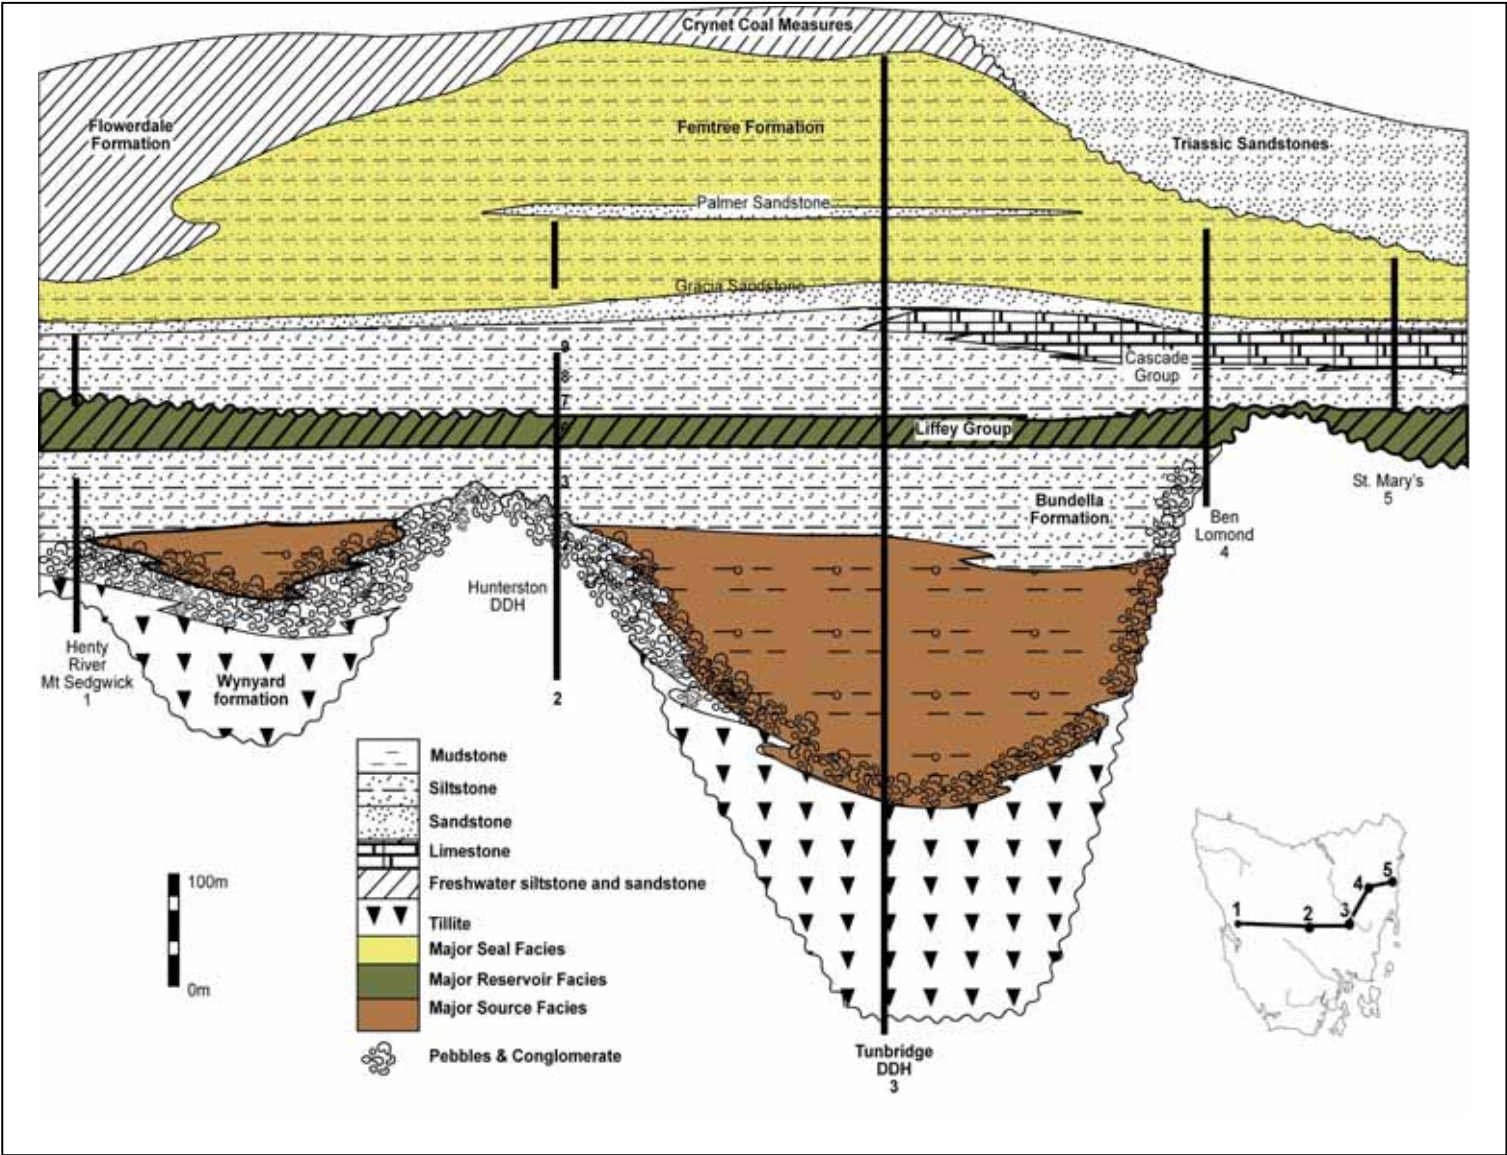 Crynet Coal Measures
Flowerdale
Formation
Femtree Formation
Triassic Sandstones
Palmer Sandstone
Gracia Sandstone
9
8
7
Cascade
Group
Liffey Group
3
Bundella
Formation
St. Mary's
5
Ben
Lomond
4
Hunterston
DDH
2
Henty
River
Mt Sedgwick
1
Wynyard
formation
Mudstone
Siltstone
Sandstone
Limestone
Freshwater siltstone and sandstone
Tillite
Major Seal Facies
Major Reservoir Facies
Major Source Facies
Pebbles & Conglomerate
100m
0m
Tunbridge
DDH
3
1
2
3
4
5